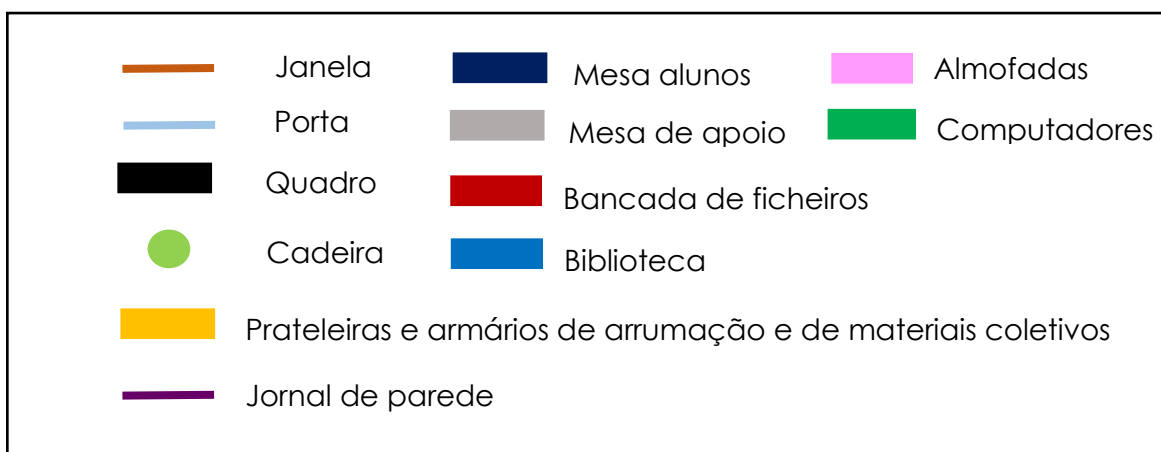 Janela
Mesa alunos
Almofadas
Porta
Mesa de apoio
Computadores
Quadro
Bancada de ficheiros
Cadeira
Biblioteca
Prateleiras e armários de arrumação e de materiais coletivos
Jornal de parede